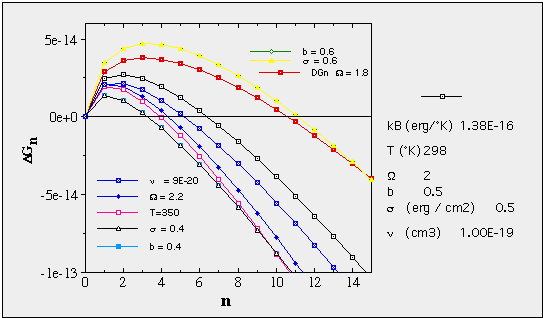 5e-14
0e+0
-5e-14
-1e-13
ΔGn
0 2 4 6 8 10 12 14
n
b = 0.6
σ = 0.6
DGn Ω = 1.8
ν = 9E-20
Ω = 2.2
T=350
σ = 0.4
b = 0.4
kB (erg/°K) 1.38E-16
T (°K) 298
Ω 2
b 0.5
σ (erg / cm2) 0.5
ν (cm3) 1.00E-19